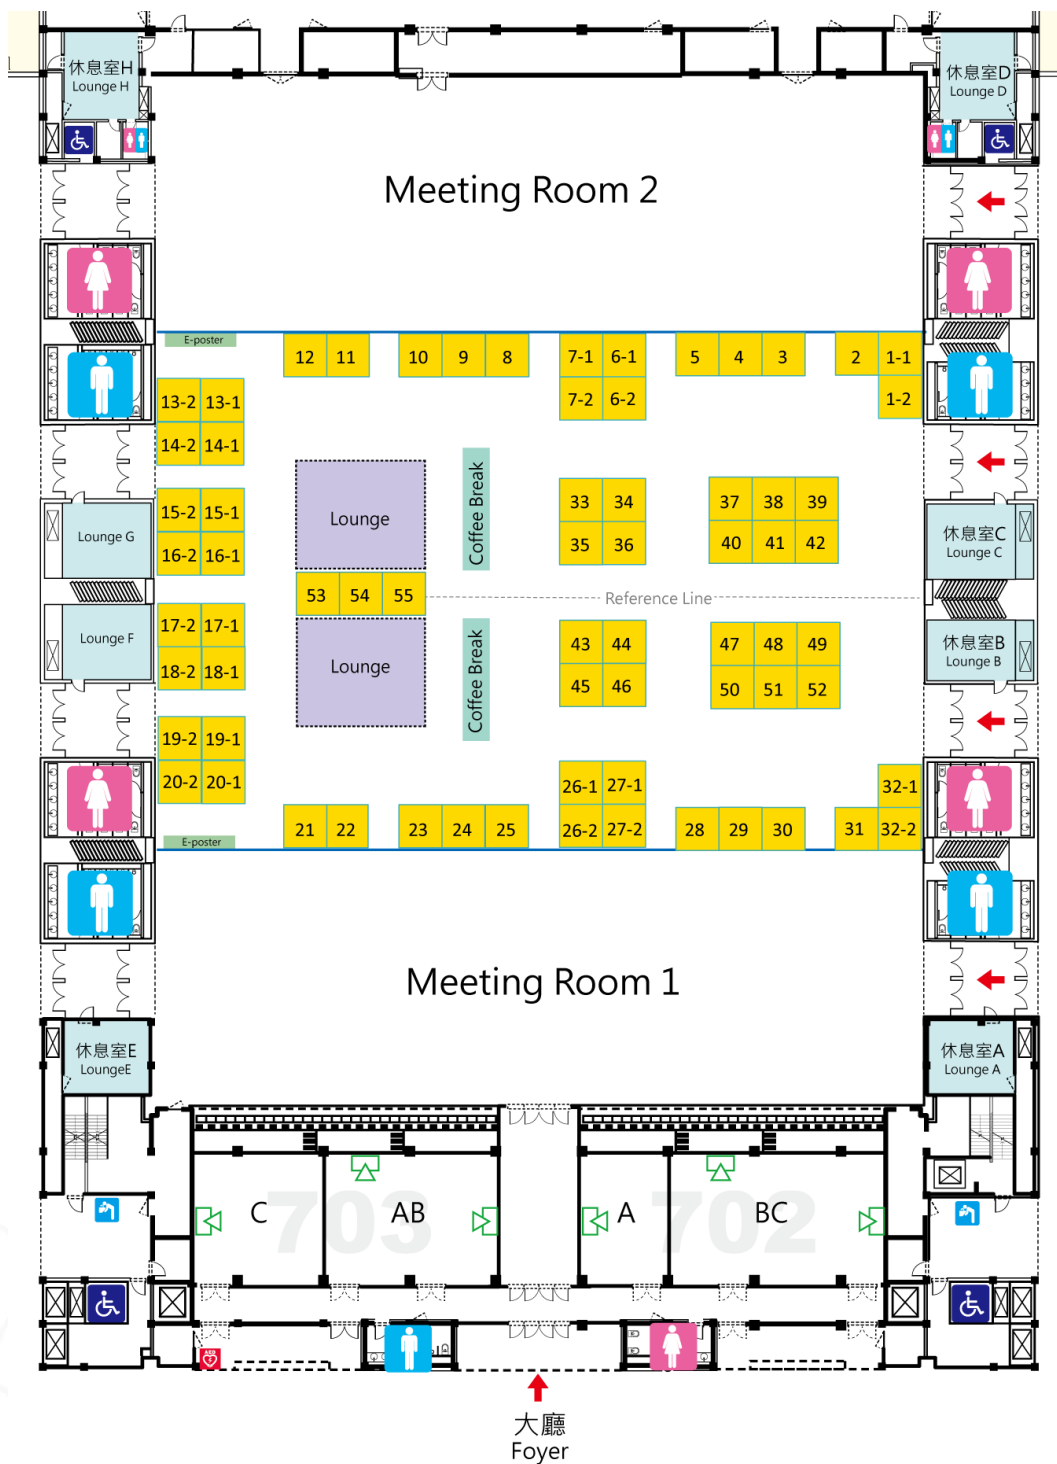 休息室H
Lounge H
休息室D
Lounge D
Meeting Room 2
E-poster
12 11 10 9 8 7-1 6-1 5 4 3 2 1-1
7-2 6-2 1-2
13-2 13-1
14-2 14-1
Lounge
Coffee Break
33 34 37 38 39
35 36 40 41 42
15-2 15-1
16-2 16-1
Lounge G
休息室C
Lounge C
53 54 55
Reference Line
Lounge F
休息室B
Lounge B
17-2 17-1
18-2 18-1
Lounge
Coffee Break
43 44 47 48 49
45 46 50 51 52
19-2 19-1
20-2 20-1
26-1 27-1 32-1
21 22 23 24 25 26-2 27-2 28 29 30 31 32-2
E-poster
Meeting Room 1
休息室E
LoungeE
休息室A
Lounge A
703
C AB
702
A BC
AED
大廳
Foyer